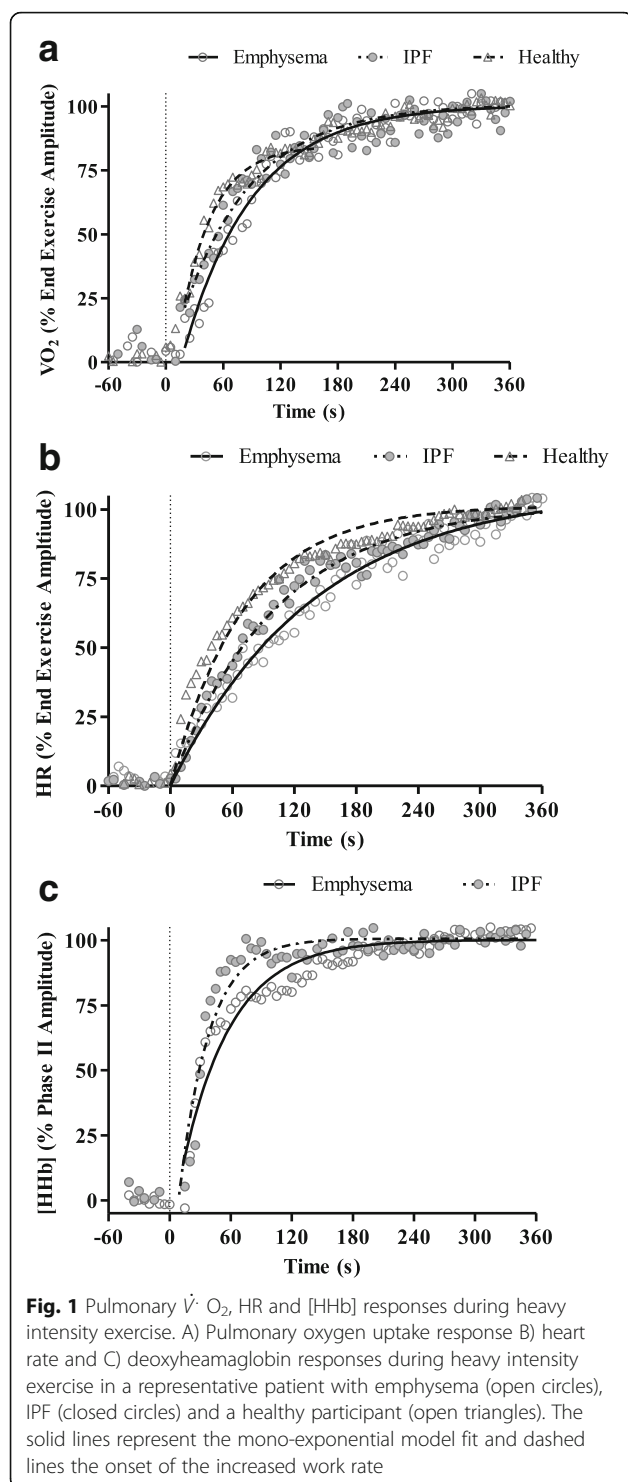 a
Emphysema IPF Healthy
VO2 (% End Exercise Amplitude)
100
75
50
25
0
-60 0 60 120 180 240 300 360
Time (s)
b
Emphysema IPF Healthy
HR (% End Exercise Ampltiude)
100
75
50
25
0
-60 0 60 120 180 240 300 360
Time (s)
c
Emphysema IPF
[HHb] (% Phase II Amplitude)
100
75
50
25
0
-60 0 60 120 180 240 300 360
Time (s)
Fig. 1 Pulmonary V̇· O2, HR and [HHb] responses during heavy
intensity exercise. A) Pulmonary oxygen uptake response B) heart
rate and C) deoxyheamaglobin responses during heavy intensity
exercise in a representative patient with emphysema (open circles),
IPF (closed circles) and a healthy participant (open triangles). The
solid lines represent the mono-exponential model fit and dashed
lines the onset of the increased work rate